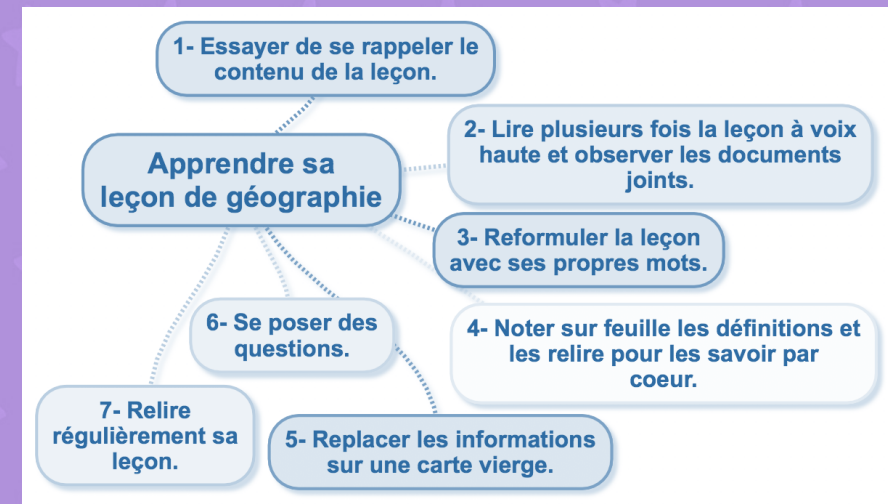 1- Essayer de se rappeler le
contenu de la leçon.
Apprendre sa
leçon de géographie
2- Lire plusieurs fois la leçon à voix
haute et observer les documents
joints.
3- Reformuler la leçon
avec ses propres mots.
4- Noter sur feuille les définitions et
les relire pour les savoir par
coeur.
5- Replacer les informations
sur une carte vierge.
6- Se poser des
questions.
7- Relire
régulièrement sa
leçon.